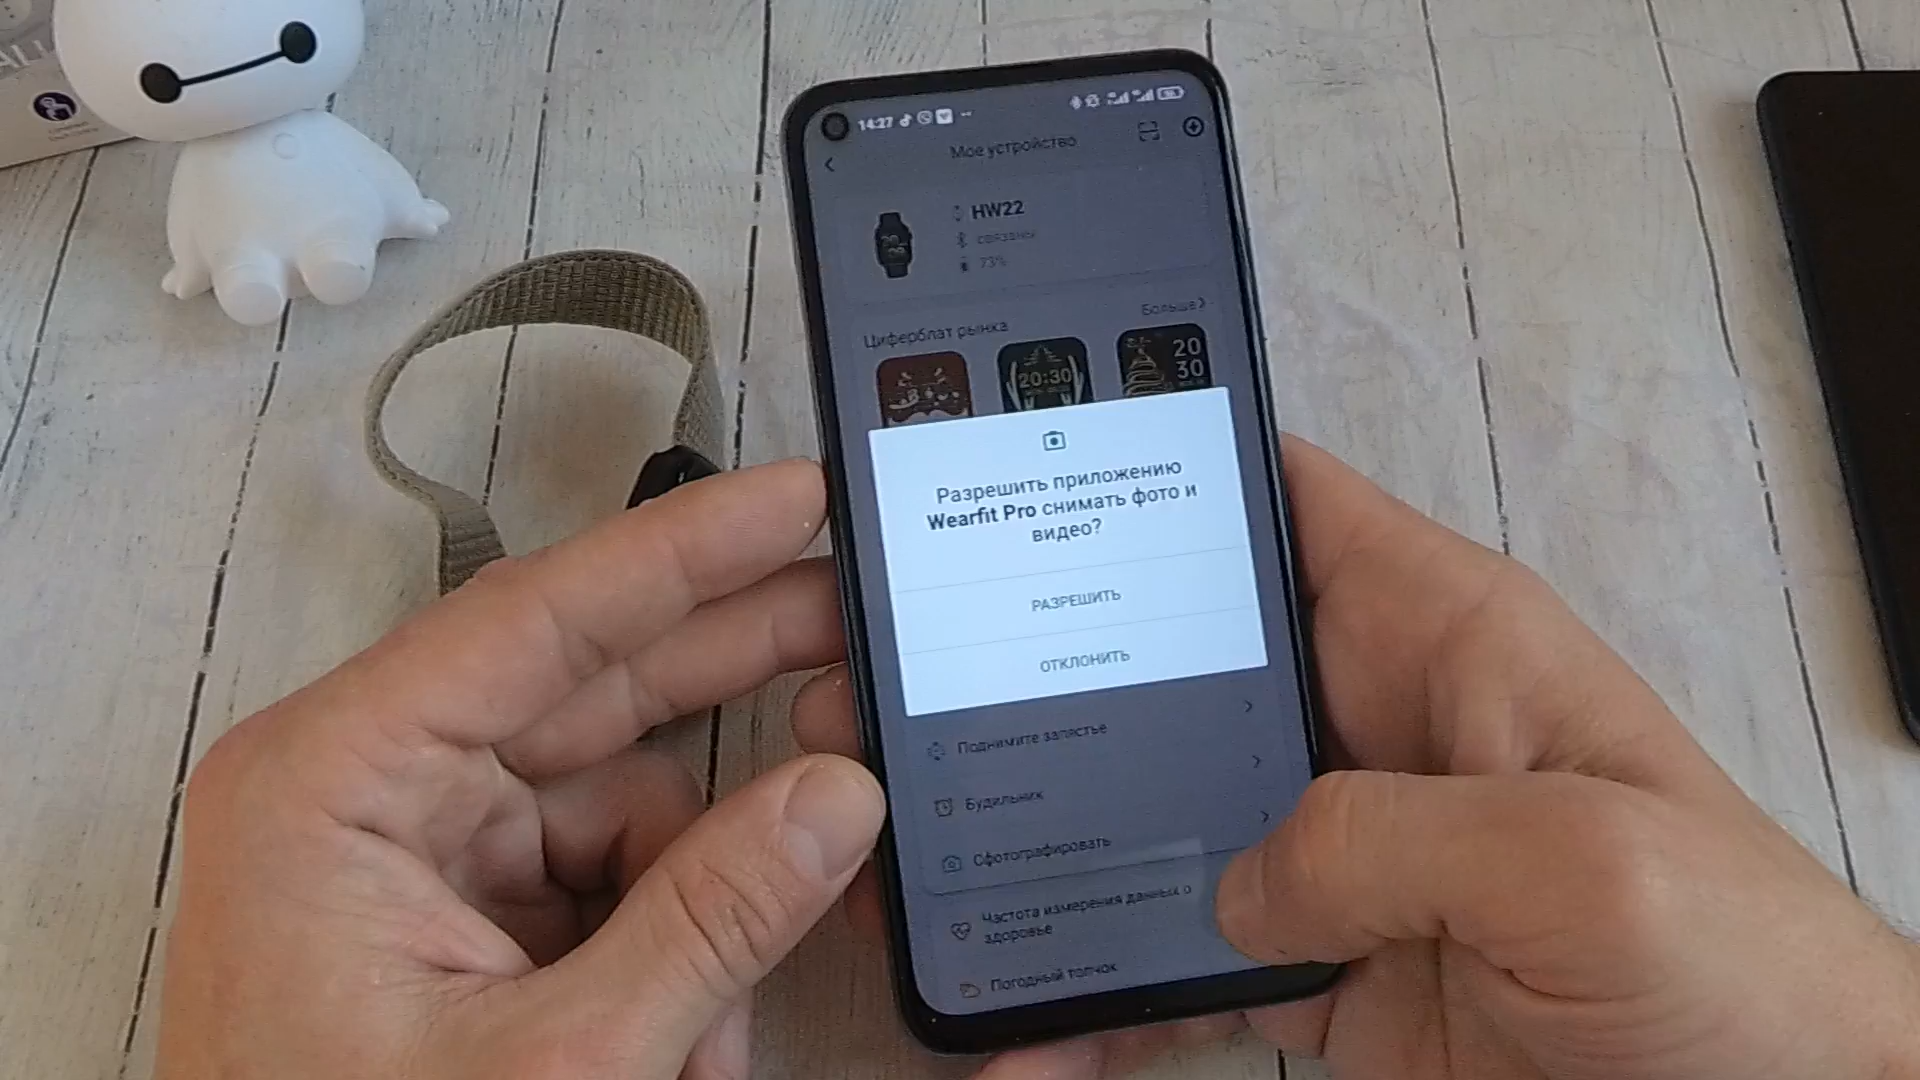 14:27
Мое устройство
HW22
связаны
73%
Циферблат рынка
Больше
20:30
20
30
Разрешить приложению
Wearfit Pro снимать фото и
видео?
РАЗРЕШИТЬ
ОТКЛОНИТЬ
Поднимите запястье
Будильник
Сфотографировать
Частота измерения данных о
здоровье
Погодный толчок